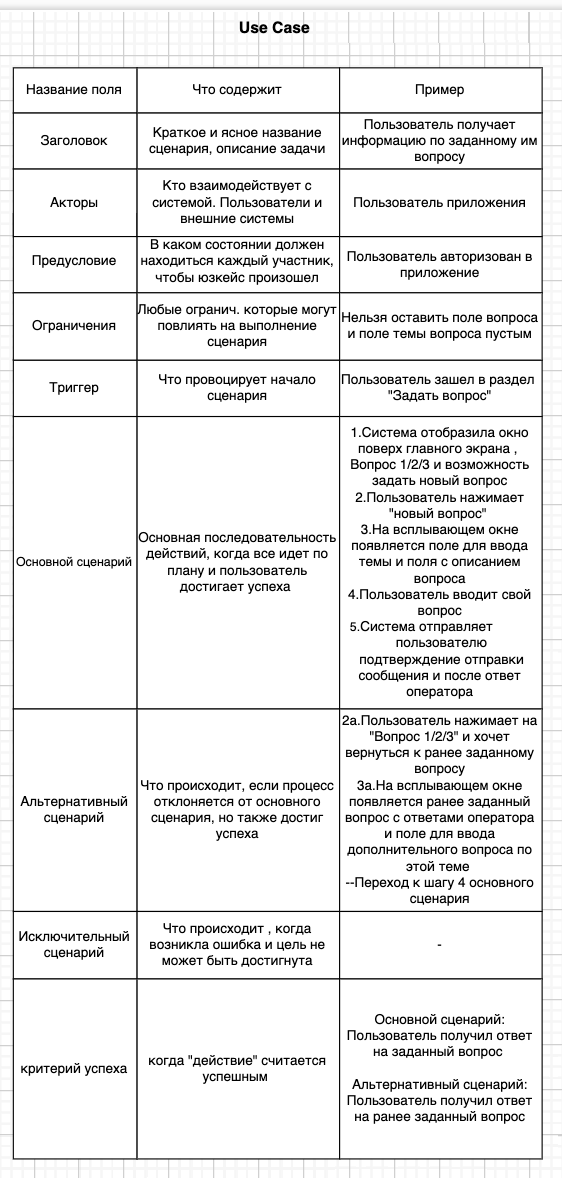 Use Case
Название поля
Что содержит
Пример
Заголовок
Краткое и ясное название
сценария, описание задачи
Пользователь получает
информацию по заданному им
вопросу
Акторы
Кто взаимодействует с
системой. Пользователи и
внешние системы
Пользователь приложения
Предусловие
В каком состоянии должен
находиться каждый участник,
чтобы юзкейс произошел
Пользователь авторизован в
приложение
Ограничения
Любые огранич. которые могут
повлиять на выполнение
сценария
Нельзя оставить поле вопроса
и поле темы вопроса пустым
Триггер
Что провоцирует начало
сценария
Пользователь зашел в раздел
"Задать вопрос"
Основной сценарий
Основная последовательность
действий, когда все идет по
плану и пользователь
достигает успеха
1.Система отобразила окно
поверх главного экрана ,
Вопрос 1/2/3 и возможность
задать новый вопрос
2.Пользователь нажимает
"новый вопрос"
3.На всплывающем окне
появляется поле для ввода
темы и поля с описанием
вопроса
4.Пользователь вводит свой
вопрос
5.Система отправляет
пользователю
подтверждение отправки
сообщения и после ответ
оператора
Альтернативный
сценарий
Что происходит, если процесс
отклоняется от основного
сценария, но также достиг
успеха
2а.Пользователь нажимает на
"Вопрос 1/2/3" и хочет
вернуться к ранее заданному
вопросу
3а.На всплывающем окне
появляется ранее заданный
вопрос с ответами оператора
и поле для ввода
дополнительного вопроса по
этой теме
--Переход к шагу 4 основного
сценария
Исключительный
сценарий
Что происходит , когда
возникла ошибка и цель не
может быть достигнута
-
критерий успеха
когда "действие" считается
успешным
Основной сценарий:
Пользователь получил ответ
на заданный вопрос
Альтернативный сценарий:
Пользователь получил ответ
на ранее заданный вопрос